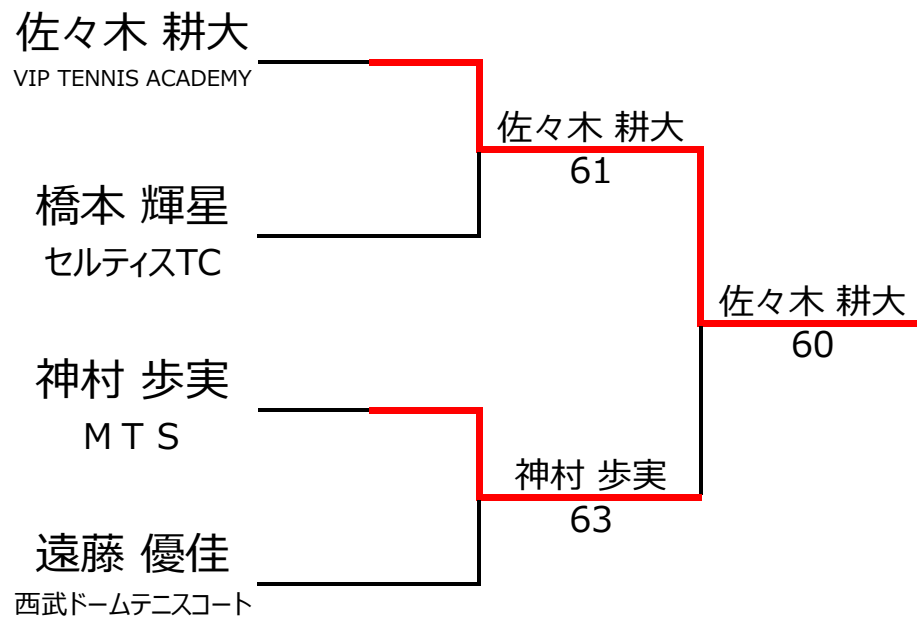 佐々木 耕大
VIP TENNIS ACADEMY
佐々木 耕大
61
橋本 輝星
セルティスTC
佐々木 耕大
60
神村 歩実
ＭＴＳ
神村 歩実
63
遠藤 優佳
西武ドームテニスコート